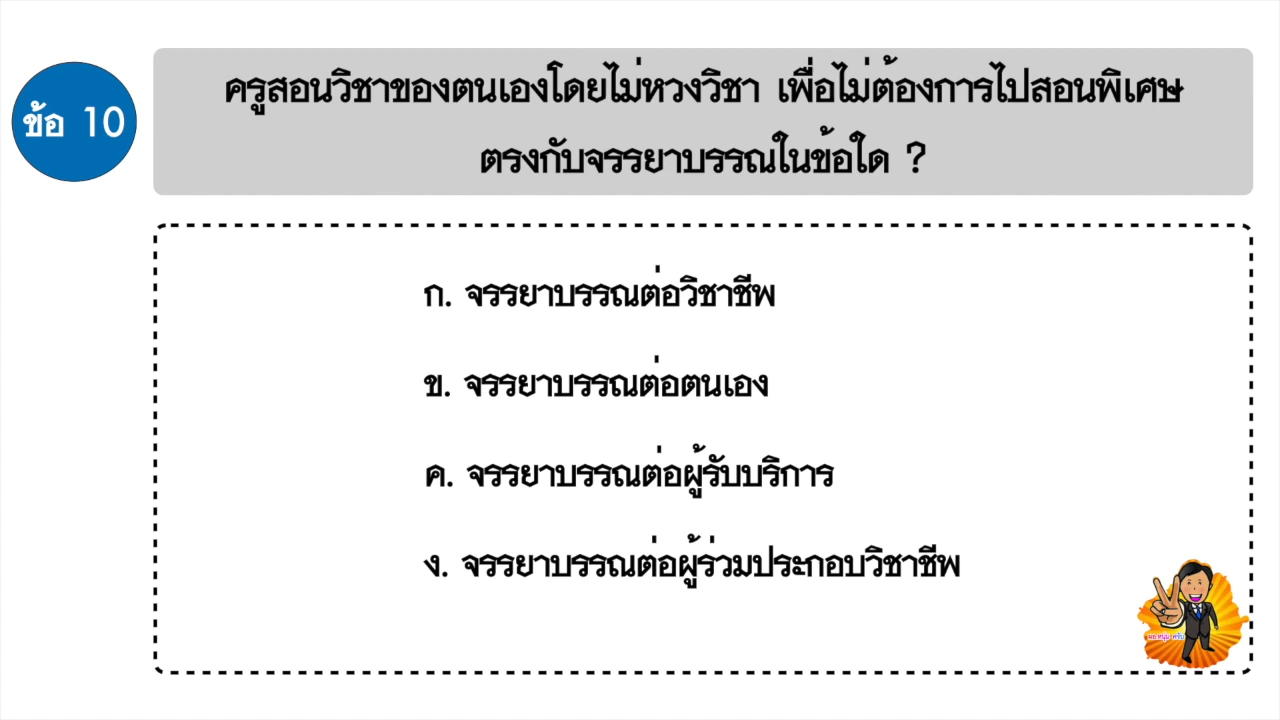 ข้อ 10
ครูสอนวิชาของตนเองโดยไม่หวงวิชา เพื่อไม่ต้องการไปสอนพิเศษ
ตรงกับจรรยาบรรณในข้อใด ?
ก. จรรยาบรรณต่อวิชาชีพ
ข. จรรยาบรรณต่อตนเอง
ค. จรรยาบรรณต่อผู้รับบริการ
ง. จรรยาบรรณต่อผู้ร่วมประกอบวิชาชีพ